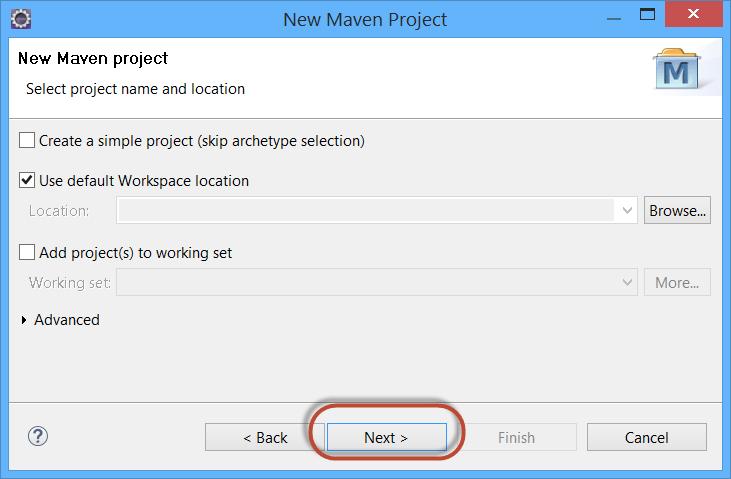 New Maven Project
New Maven project
Select project name and location
M
Create a simple project (skip archetype selection)
Use default Workspace location
Location:
Browse...
Add project(s) to working set
Working set:
More...
Advanced
?
< Back
Next >
Finish
Cancel